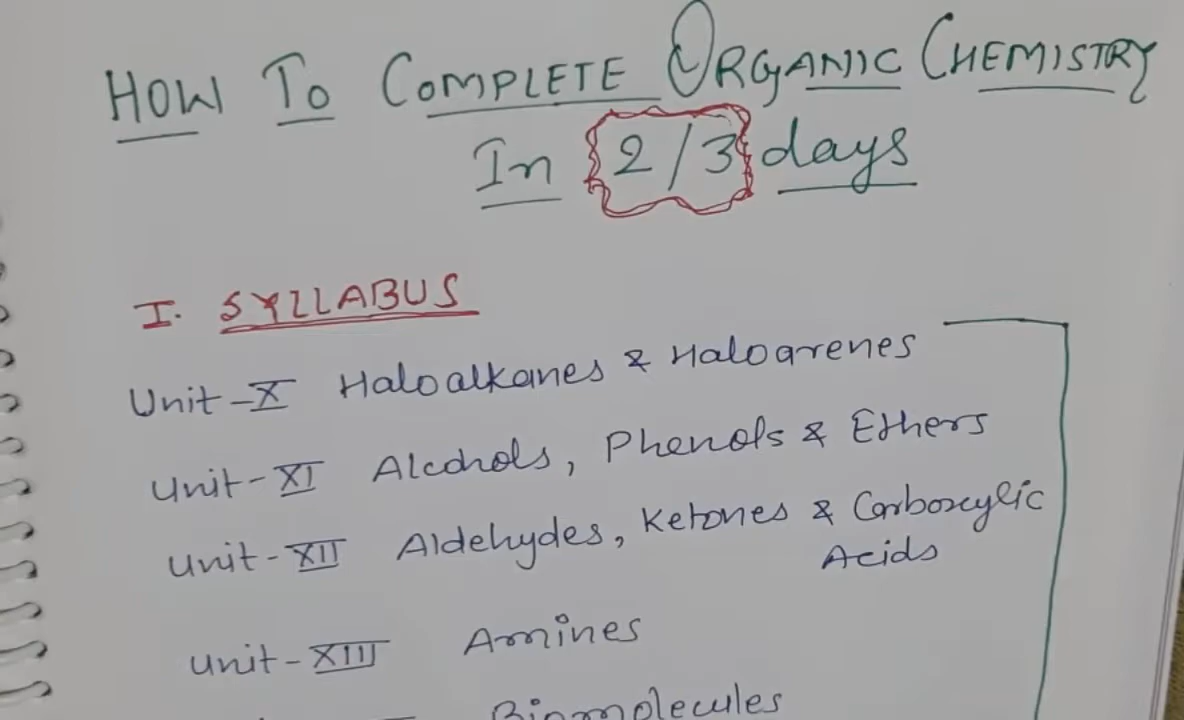 HOW TO COMPLETE ORGANIC CHEMISTRY
In 2/3 days
I. SYLLABUS
Unit-X Haloalkanes & Haloarenes
Unit-XI Alcohols, Phenols & Ethers
Unit-XII Aldehydes, Ketones & Carboxylic
Acids
Unit-XIII Amines
Biomolecules